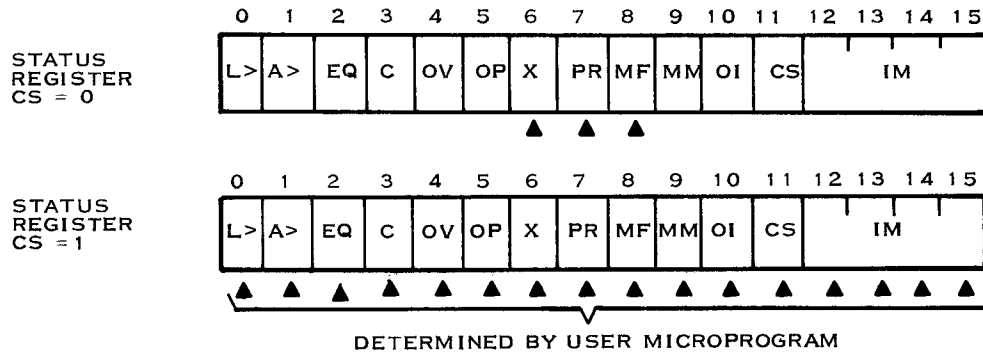 0 1 2 3 4 5 6 7 8 9 10 11 12 13 14 15
STATUS
REGISTER
CS = 0
L> A> EQ C OV OP X PR MF MM OI CS IM
0 1 2 3 4 5 6 7 8 9 10 11 12 13 14 15
STATUS
REGISTER
CS = 1
L> A> EQ C OV OP X PR MF MM OI CS IM
DETERMINED BY USER MICROPROGRAM